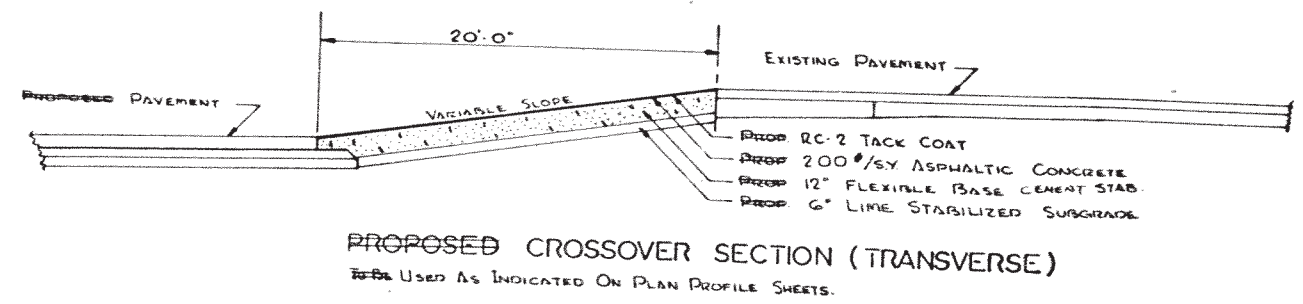 20'-0"
EXISTING PAVEMENT
PROPOSED PAVEMENT
VARIABLE SLOPE
PROP. RC-2 TACK COAT
PROP 200 #/SY. ASPHALTIC CONCRETE
PROP 12" FLEXIBLE BASE CEMENT STAB.
PROP. 6" LIME STABILIZED SUBGRADE
PROPOSED CROSSOVER SECTION (TRANSVERSE)
TO BE USED AS INDICATED ON PLAN PROFILE SHEETS.